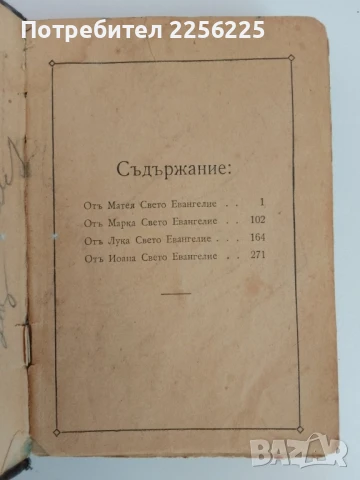 Потребител 2256225
Съдържание:
Отъ Матея Свето Евангелие . . 1
Отъ Марка Свето Евангелие . . 102
Отъ Лука Свето Евангелие . . . 164
Отъ Иоана Свето Евангелие . . 271
BAZAR